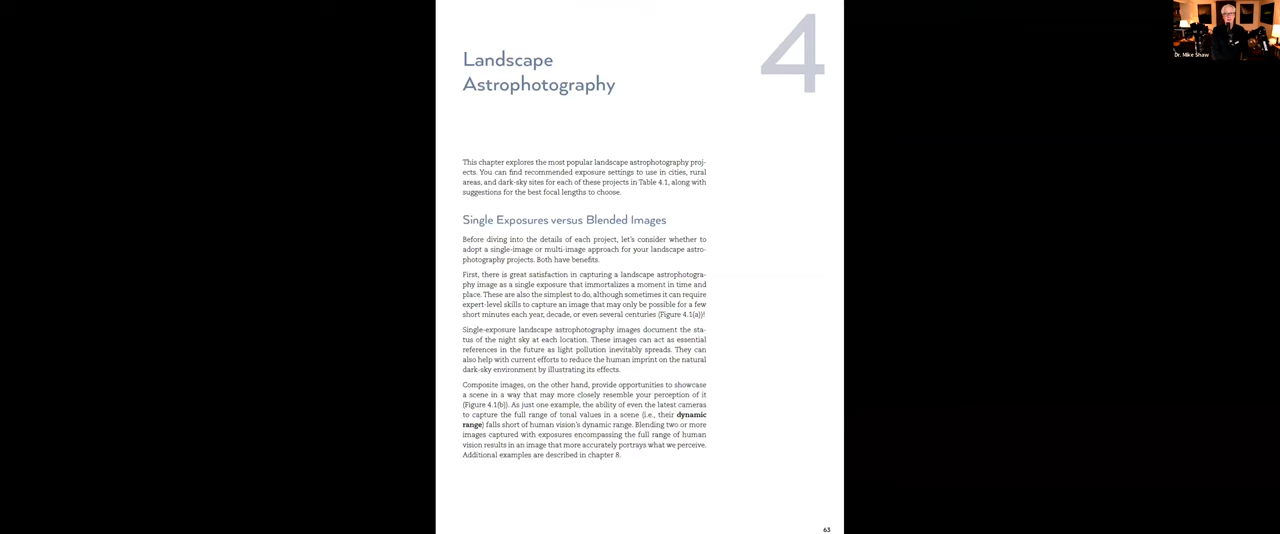 4
Landscape
Astrophotography
This chapter explores the most popular landscape astrophotography proj-
ects. You can find recommended exposure settings to use in cities, rural
areas, and dark-sky sites for each of these projects in Table 4.1, along with
suggestions for the best focal lengths to choose.
Single Exposures versus Blended Images
Before diving into the details of each project, let's consider whether to
adopt a single-image or multi-image approach for your landscape astro-
photography projects. Both have benefits.
First, there is great satisfaction in capturing a landscape astrophotogra-
phy image as a single exposure that immortalizes a moment in time and
place. These are also the simplest to do, although sometimes it can require
expert-level skills to capture an image that may only be possible for a few
short minutes each year, decade, or even several centuries (Figure 4.1(a))!
Single-exposure landscape astrophotography images document the sta-
tus of the night sky at each location. These images can act as essential
references in the future as light pollution inevitably spreads. They can
also help with current efforts to reduce the human imprint on the natural
dark-sky environment by illustrating its effects.
Composite images, on the other hand, provide opportunities to showcase
a scene in a way that may more closely resemble your perception of it
(Figure 4.1(b)). As just one example, the ability of even the latest cameras
to capture the full range of tonal values in a scene (i.e., their dynamic
range) falls short of human vision's dynamic range. Blending two or more
images captured with exposures encompassing the full range of human
vision results in an image that more accurately portrays what we perceive.
Additional examples are described in chapter 8.
63
Dr. Mike Shaw